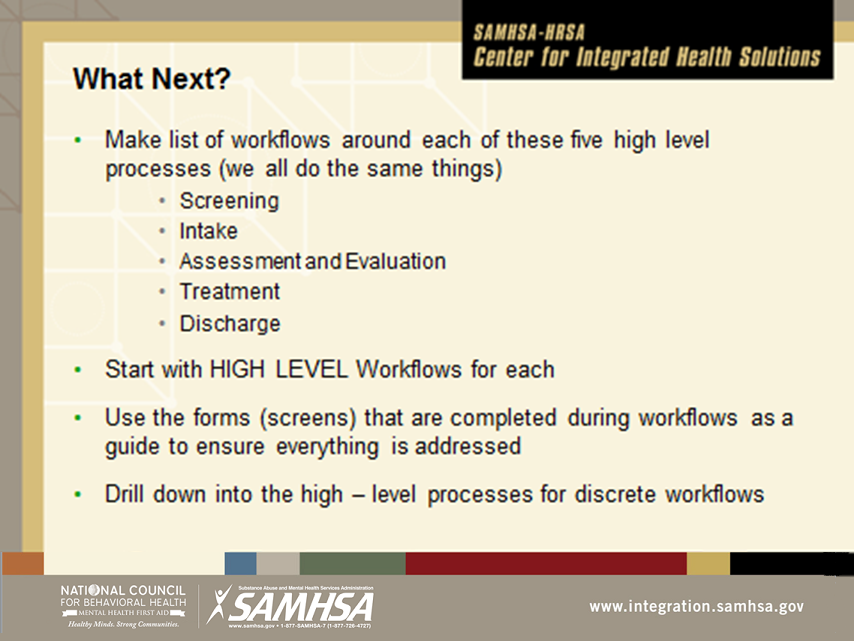 SAMHSA-HRSA
Center for Integrated Health Solutions
What Next?
• Make list of workflows around each of these five high level
processes (we all do the same things)
• Screening
• Intake
• Assessment and Evaluation
• Treatment
• Discharge
• Start with HIGH LEVEL Workflows for each
• Use the forms (screens) that are completed during workflows as a
guide to ensure everything is addressed
• Drill down into the high – level processes for discrete workflows
NATIONAL COUNCIL
FOR BEHAVIORAL HEALTH
MENTAL HEALTH FIRST AID
Healthy Minds. Strong Communities.
Substance Abuse and Mental Health Services Administration
SAMHSA
www.samhsa.gov • 1-877-SAMHSA-7 (1-877-726-4727)
www.integration.samhsa.gov